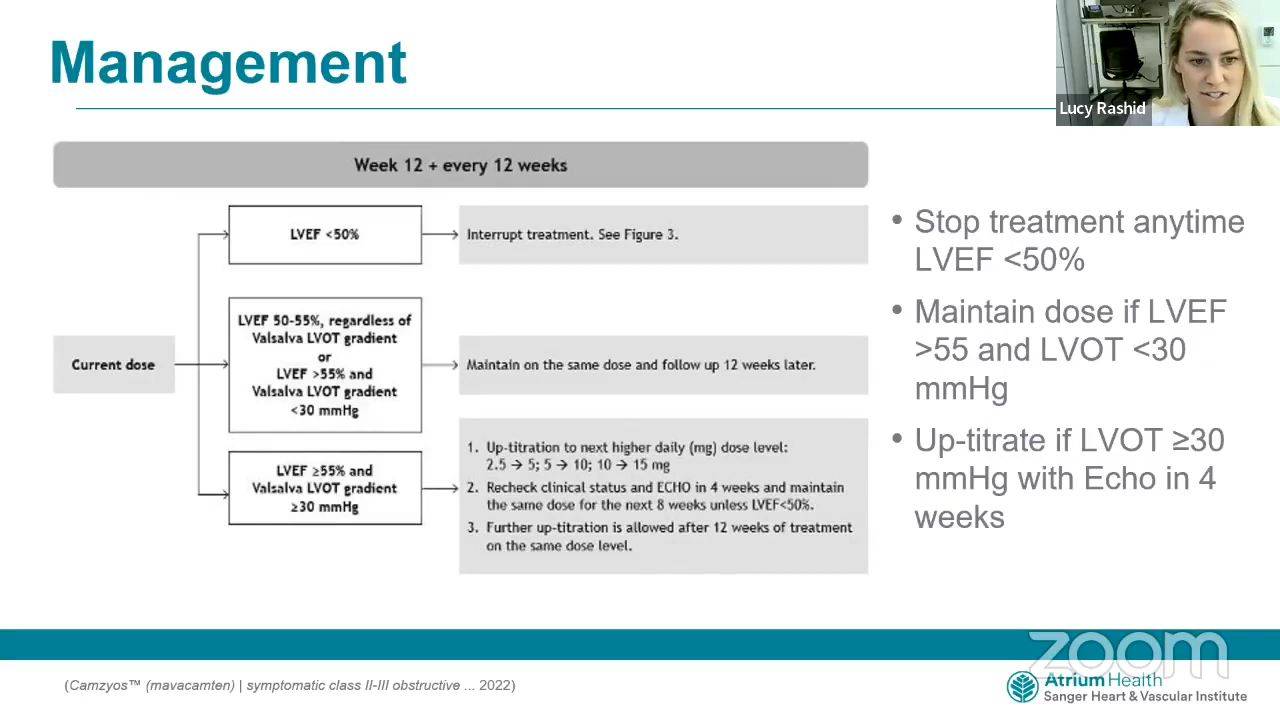 Management
Lucy Rashid
Week 12 + every 12 weeks
Current dose
LVEF <50%
Interrupt treatment. See Figure 3.
LVEF 50-55%, regardless of
Valsalva LVOT gradient
or
LVEF >55% and
Valsalva LVOT gradient
<30 mmHg
Maintain on the same dose and follow up 12 weeks later.
LVEF ≥55% and
Valsalva LVOT gradient
≥30 mmHg
1. Up-titration to next higher daily (mg) dose level:
2.5 → 5; 5 → 10; 10 → 15 mg
2. Recheck clinical status and ECHO in 4 weeks and maintain
the same dose for the next 8 weeks unless LVEF<50%.
3. Further up-titration is allowed after 12 weeks of treatment
on the same dose level.
• Stop treatment anytime
LVEF <50%
• Maintain dose if LVEF
>55 and LVOT <30
mmHg
• Up-titrate if LVOT ≥30
mmHg with Echo in 4
weeks
zoom
(Camzyos™ (mavacamten) | symptomatic class II-III obstructive ... 2022)
Atrium Health
Sanger Heart & Vascular Institute